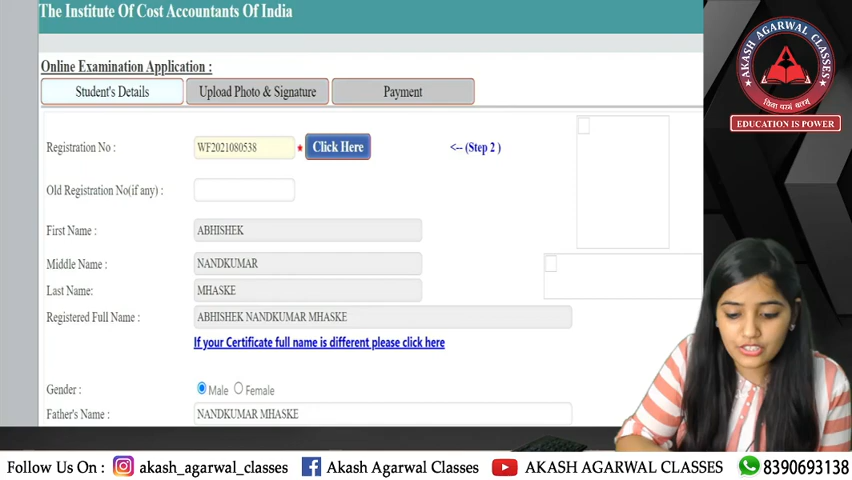 The Institute Of Cost Accountants Of India
Online Examination Application :
Student's Details
Upload Photo & Signature
Payment
Registration No :
WF2021080538
* Click Here
<-- (Step 2 )
Old Registration No(if any) :
First Name :
ABHISHEK
Middle Name :
NANDKUMAR
Last Name:
MHASKE
Registered Full Name :
ABHISHEK NANDKUMAR MHASKE
If your Certificate full name is different please click here
Gender :
Male
Female
Father's Name :
NANDKUMAR MHASKE
AKASH AGARWAL CLASSES
विद्या परमं बलम
EDUCATION IS POWER
Follow Us On :
akash_agarwal_classes
Akash Agarwal Classes
AKASH AGARWAL CLASSES
8390693138